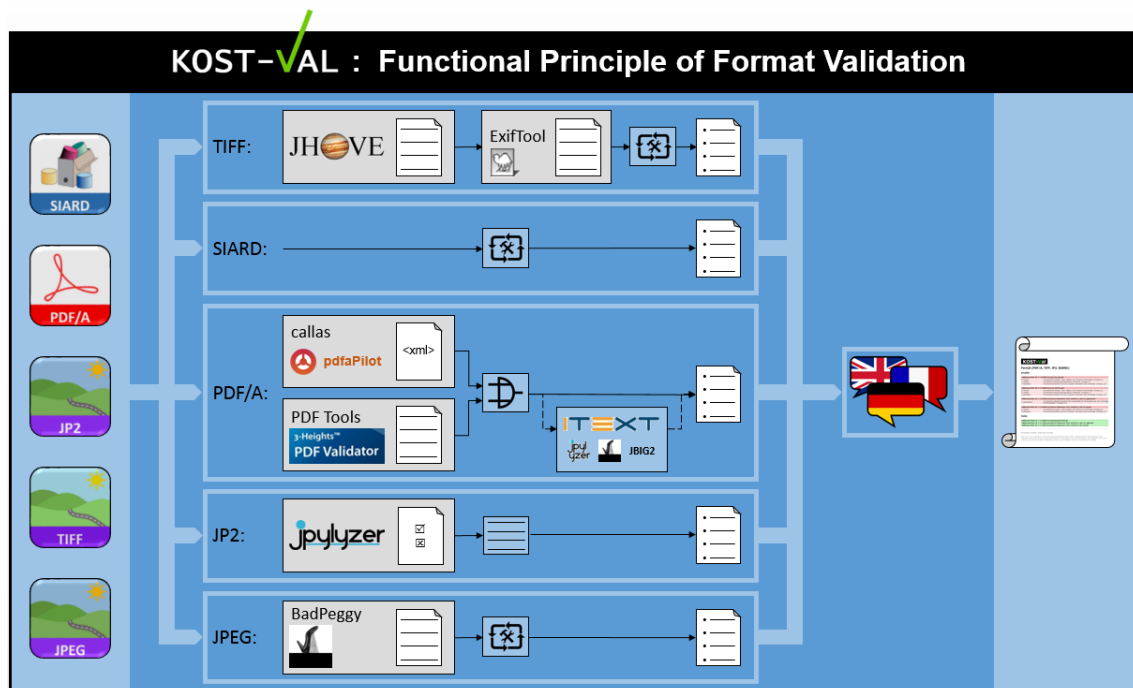 KOST-VAL : Functional Principle of Format Validation
SIARD
PDF/A
JP2
TIFF
JPEG
TIFF:
JHOVE
ExifTool
SIARD:
PDF/A:
callas
pdfaPilot
<xml>
PDF Tools
3-Heights™
PDF Validator
iTEXT
jpylyzer
JBIG2
JP2:
jpylyzer
JPEG:
BadPeggy
KOST-VAL